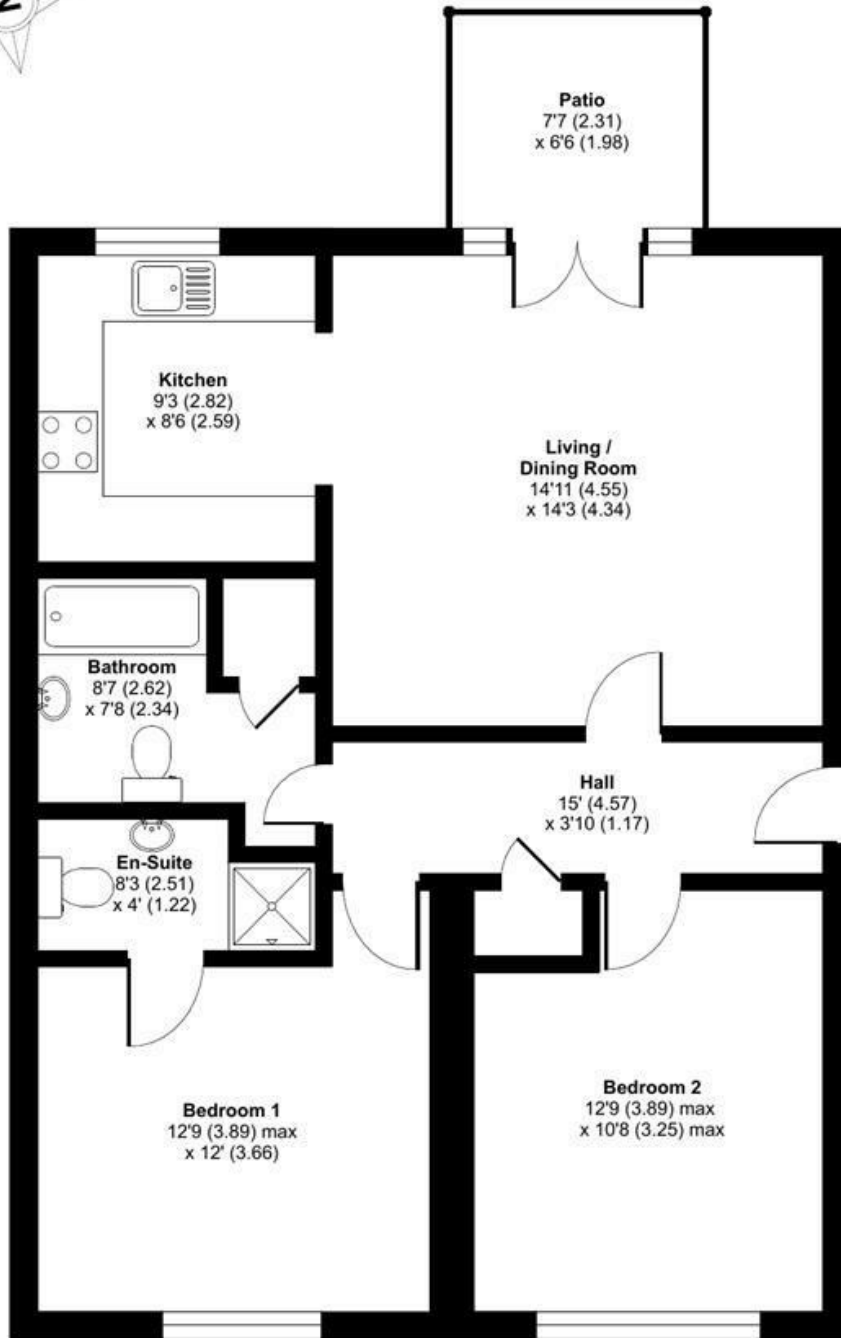 N
Patio
7'7 (2.31)
x 6'6 (1.98)
Kitchen
9'3 (2.82)
x 8'6 (2.59)
Living /
Dining Room
14'11 (4.55)
x 14'3 (4.34)
Bathroom
8'7 (2.62)
x 7'8 (2.34)
Hall
15' (4.57)
x 3'10 (1.17)
En-Suite
8'3 (2.51)
x 4' (1.22)
Bedroom 1
12'9 (3.89) max
x 12' (3.66)
Bedroom 2
12'9 (3.89) max
x 10'8 (3.25) max